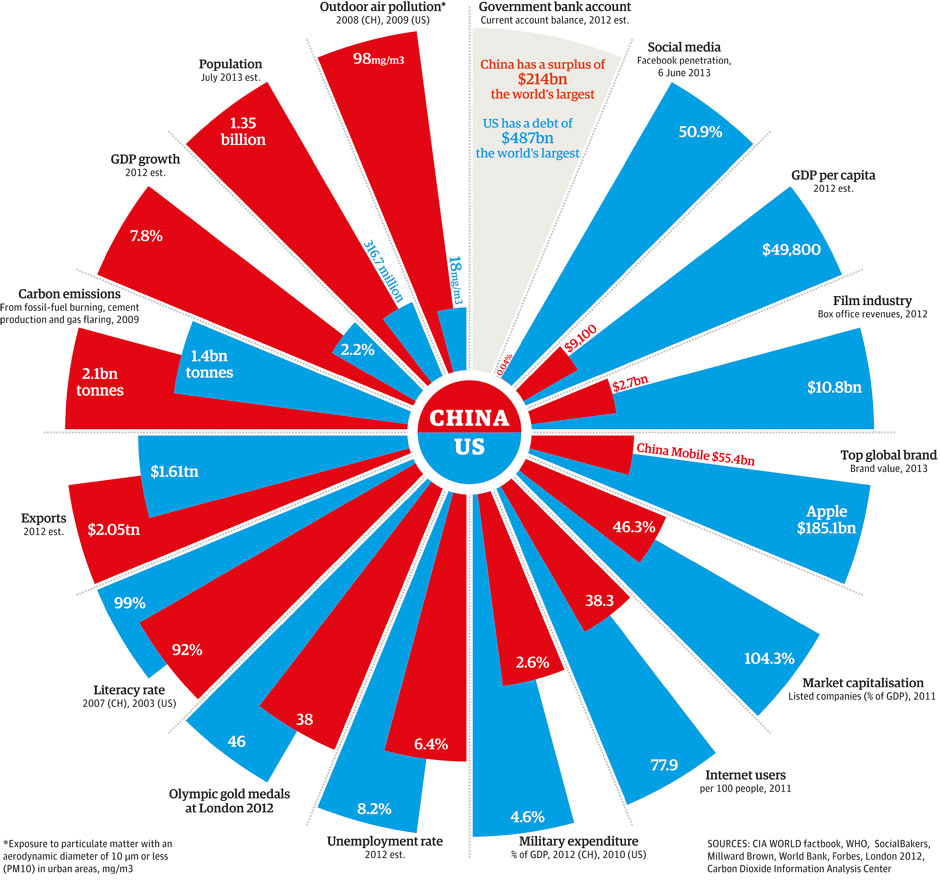 Outdoor air pollution*
2008 (CH), 2009 (US)
98mg/m3
18mg/m3
Government bank account
Current account balance, 2012 est.
China has a surplus of
$214bn
the world's largest
US has a debt of
$487bn
the world's largest
Social media
Facebook penetration,
6 June 2013
50.9%
0.04%
GDP per capita
2012 est.
$49,800
$9,100
Film industry
Box office revenues, 2012
$10.8bn
$2.7bn
Top global brand
Brand value, 2013
China Mobile $55.4bn
Apple
$185.1bn
Market capitalisation
Listed companies (% of GDP), 2011
46.3%
104.3%
Internet users
per 100 people, 2011
38.3
77.9
Military expenditure
% of GDP, 2012 (CH), 2010 (US)
2.6%
4.6%
Unemployment rate
2012 est.
6.4%
8.2%
Olympic gold medals
at London 2012
38
46
Literacy rate
2007 (CH), 2003 (US)
99%
92%
Exports
2012 est.
$1.61tn
$2.05tn
Carbon emissions
From fossil-fuel burning, cement
production and gas flaring, 2009
2.1bn
tonnes
1.4bn
tonnes
GDP growth
2012 est.
7.8%
2.2%
Population
July 2013 est.
1.35
billion
316.7 million
CHINA
US
*Exposure to particulate matter with an
aerodynamic diameter of 10 μm or less
(PM10) in urban areas, mg/m3
SOURCES: CIA WORLD factbook, WHO, SocialBakers,
Millward Brown, World Bank, Forbes, London 2012,
Carbon Dioxide Information Analysis Center